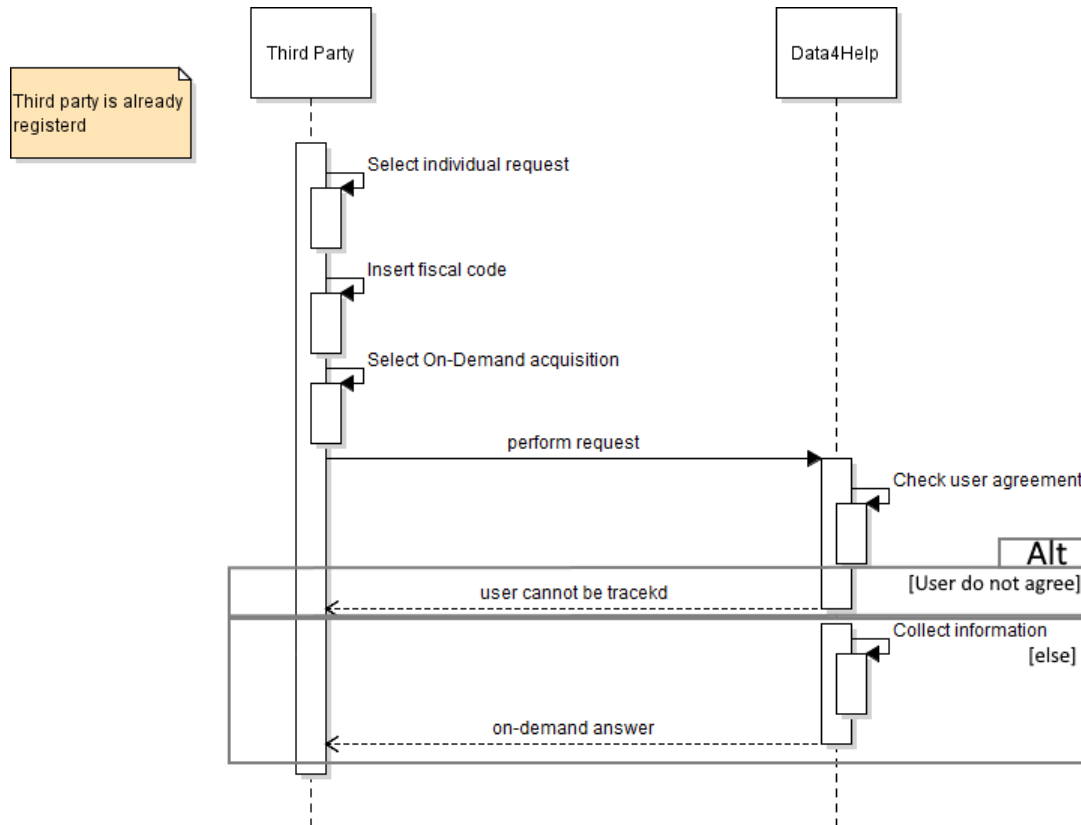 Third Party
Data4Help
Third party is already
registerd
Select individual request
Insert fiscal code
Select On-Demand acquisition
perform request
Check user agreement
Alt
[User do not agree]
user cannot be tracekd
Collect information
[else]
on-demand answer